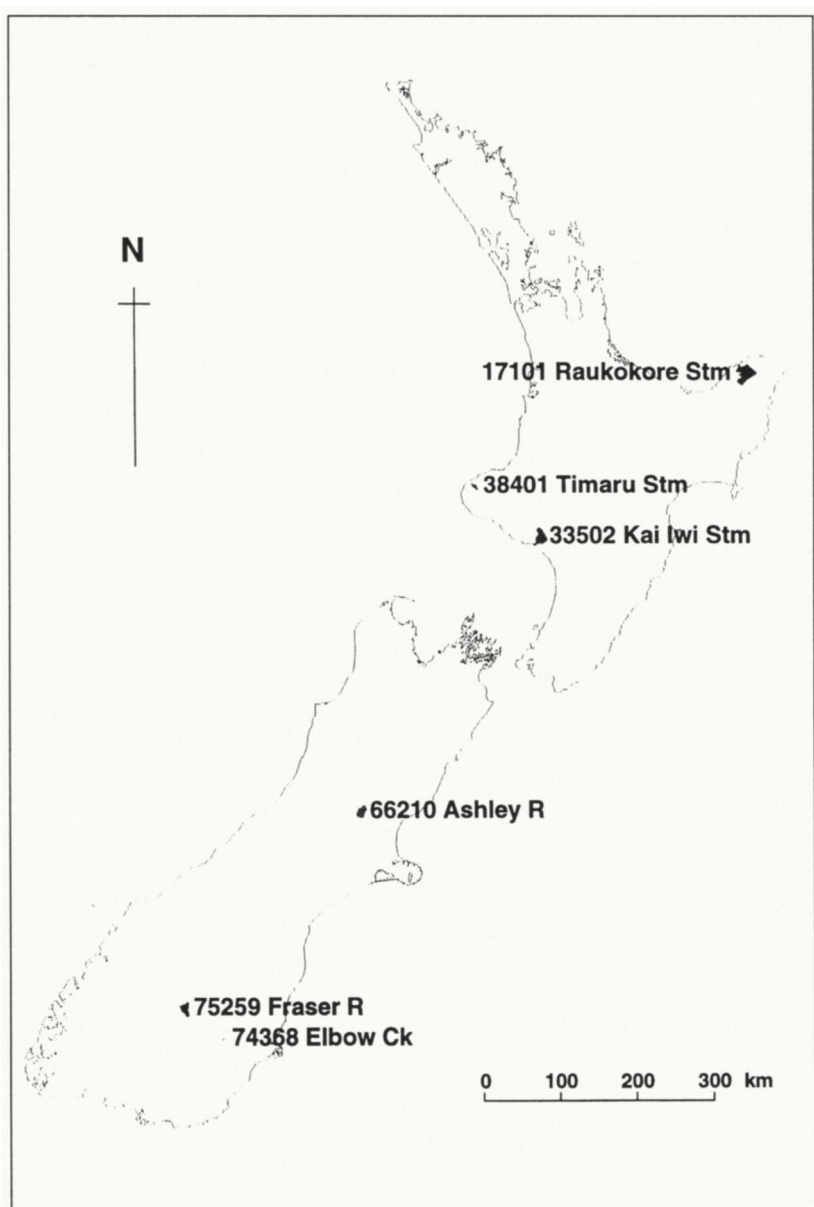 N
17101 Raukokore Stm
38401 Timaru Stm
33502 Kai Iwi Stm
66210 Ashley R
75259 Fraser R
74368 Elbow Ck
0 100 200 300 km